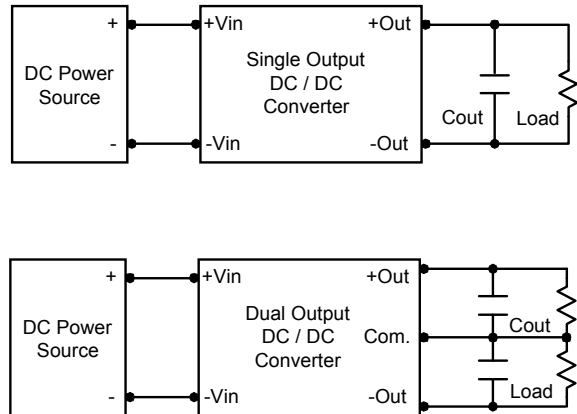 + +Vin +Out
DC Power
Source
Single Output
DC / DC
Converter
Cout Load
- -Vin -Out
+ +Vin +Out
DC Power
Source
Dual Output
DC / DC
Converter
Com.
Cout
Load
- -Vin -Out